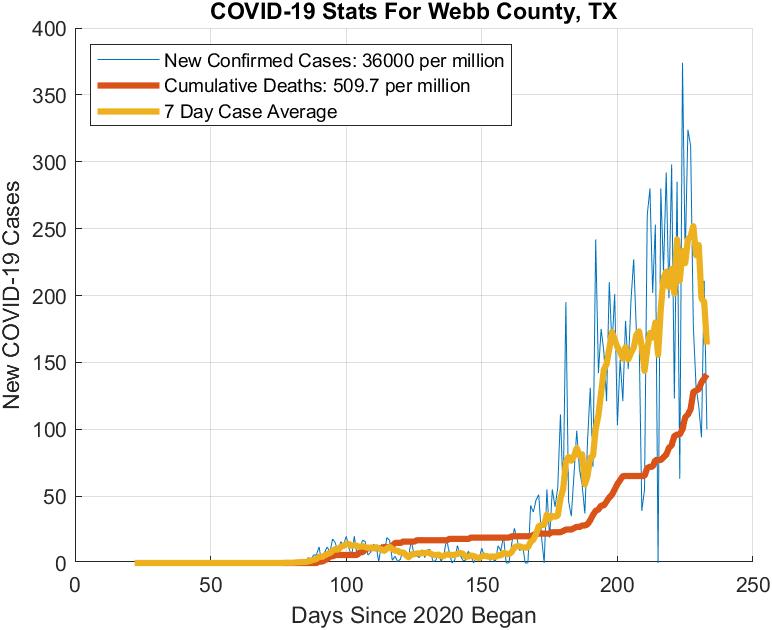 COVID-19 Stats For Webb County, TX
New Confirmed Cases: 36000 per million
Cumulative Deaths: 509.7 per million
7 Day Case Average
400
350
300
250
200
150
100
50
0
New COVID-19 Cases
0 50 100 150 200 250
Days Since 2020 Began